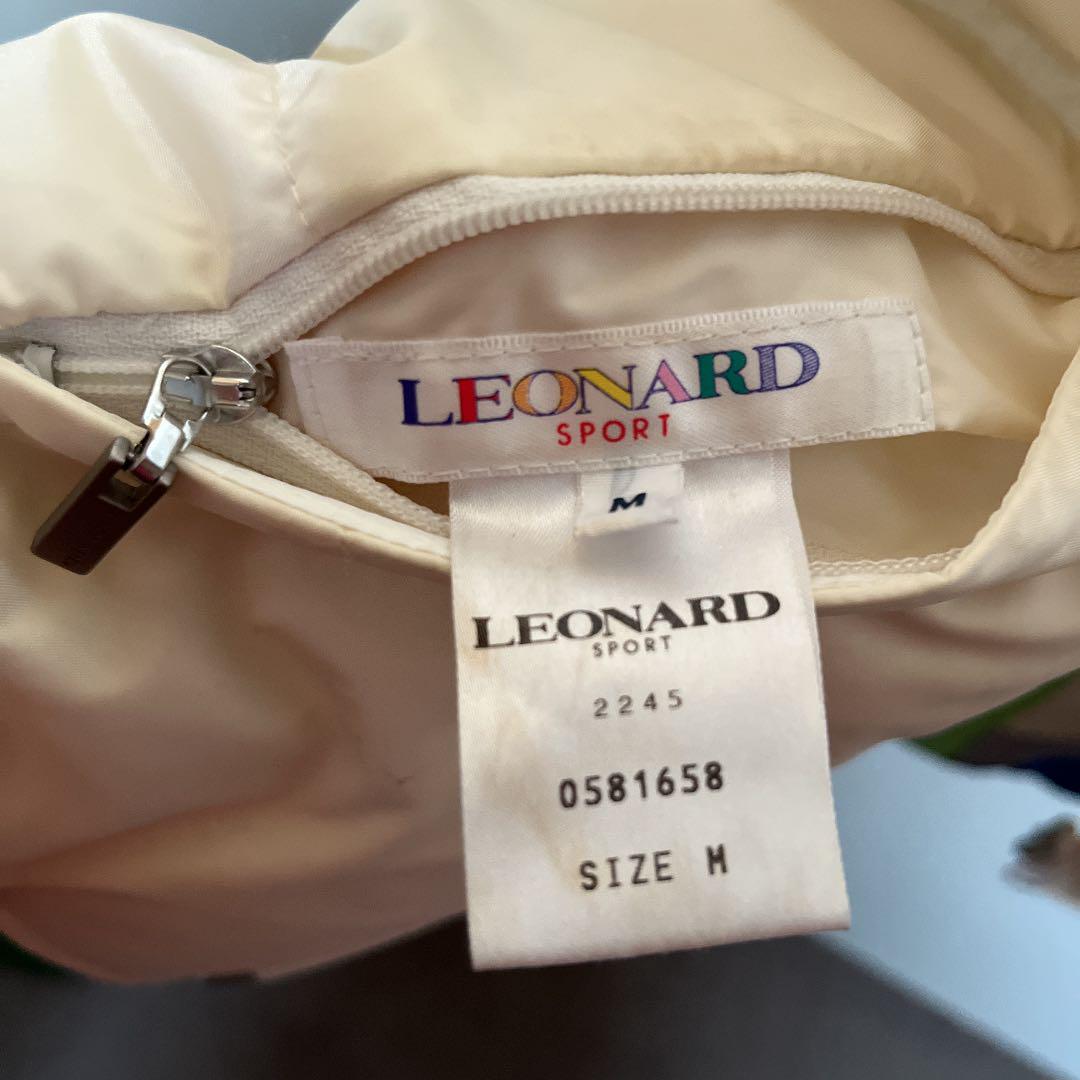 LEONARD
SPORT
M
LEONARD
SPORT
2245
0581658
SIZE M